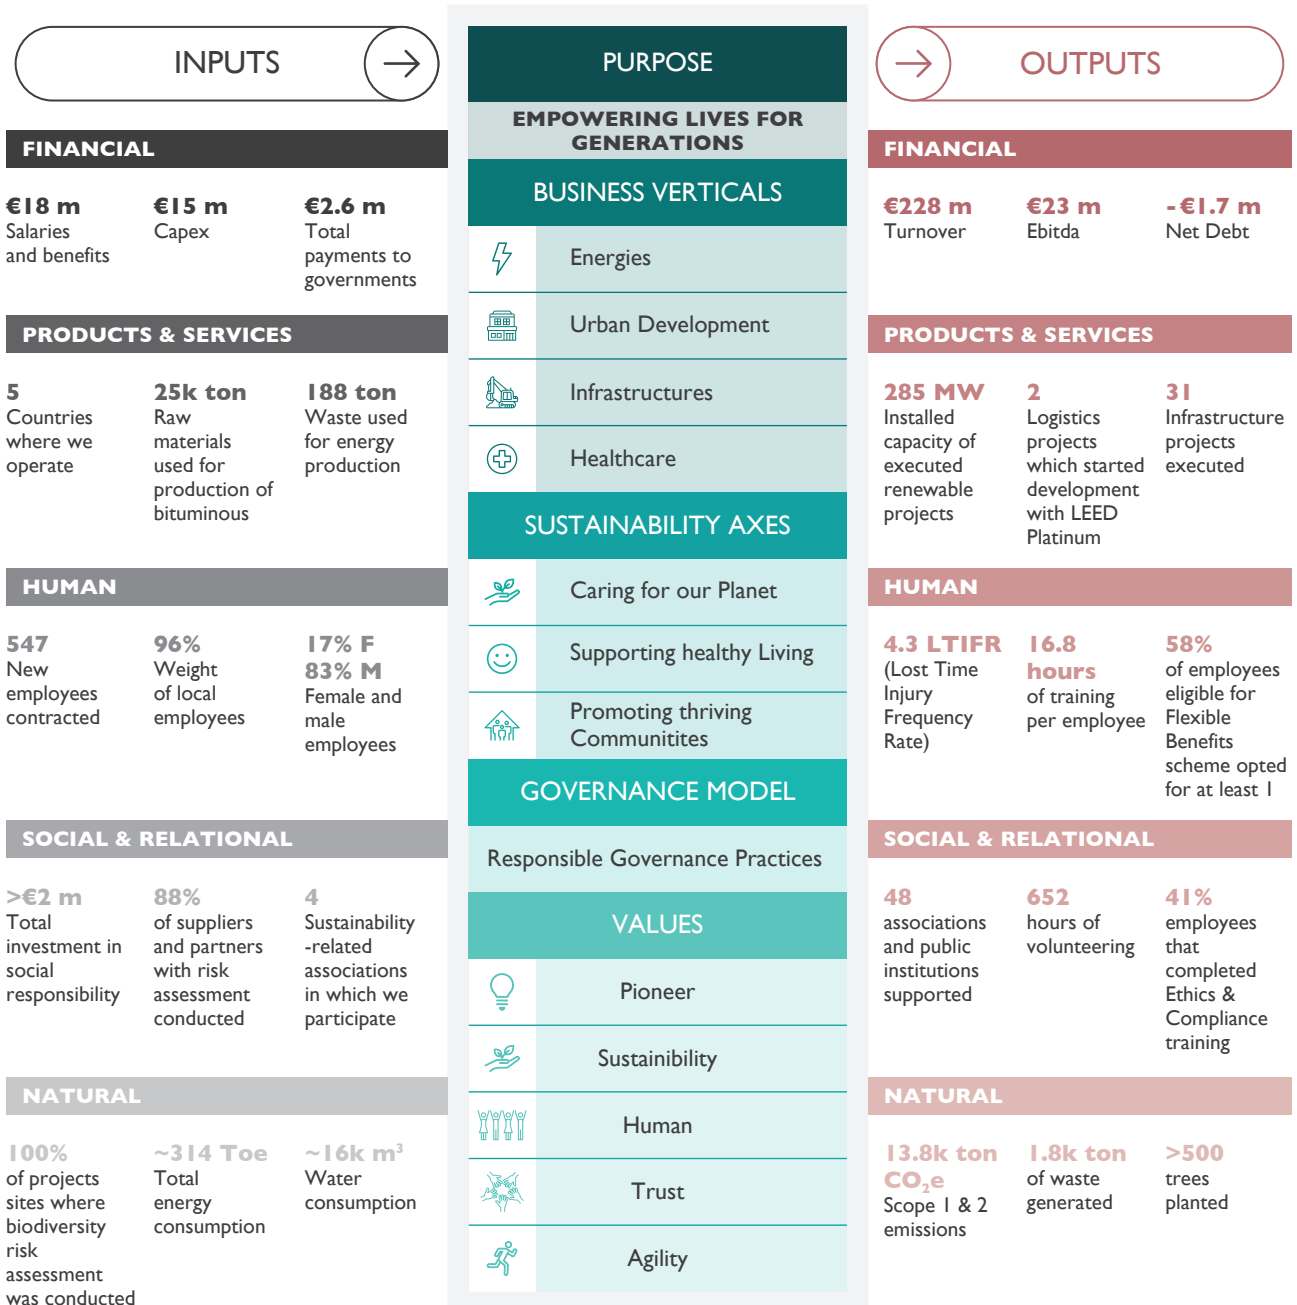 INPUTS
FINANCIAL
€18 m
Salaries
and benefits
€15 m
Capex
€2.6 m
Total
payments to
governments
PRODUCTS & SERVICES
5
Countries
where we
operate
25k ton
Raw
materials
used for
production of
bituminous
188 ton
Waste used
for energy
production
HUMAN
547
New
employees
contracted
96%
Weight
of local
employees
17% F
83% M
Female and
male
employees
SOCIAL & RELATIONAL
>€2 m
Total
investment in
social
responsibility
88%
of suppliers
and partners
with risk
assessment
conducted
4
Sustainability
-related
associations
in which we
participate
NATURAL
100%
of projects
sites where
biodiversity
risk
assessment
was conducted
~314 Toe
Total
energy
consumption
~16k m³
Water
consumption
PURPOSE
EMPOWERING LIVES FOR
GENERATIONS
BUSINESS VERTICALS
Energies
Urban Development
Infrastructures
Healthcare
SUSTAINABILITY AXES
Caring for our Planet
Supporting healthy Living
Promoting thriving
Communitites
GOVERNANCE MODEL
Responsible Governance Practices
VALUES
Pioneer
Sustainibility
Human
Trust
Agility
OUTPUTS
FINANCIAL
€228 m
Turnover
€23 m
Ebitda
-€1.7 m
Net Debt
PRODUCTS & SERVICES
285 MW
Installed
capacity of
executed
renewable
projects
2
Logistics
projects
which started
development
with LEED
Platinum
31
Infrastructure
projects
executed
HUMAN
4.3 LTIFR
(Lost Time
Injury
Frequency
Rate)
16.8
hours
of training
per employee
58%
of employees
eligible for
Flexible
Benefits
scheme opted
for at least 1
SOCIAL & RELATIONAL
48
associations
and public
institutions
supported
652
hours of
volunteering
41%
employees
that
completed
Ethics &
Compliance
training
NATURAL
13.8k ton
CO₂e
Scope 1 & 2
emissions
1.8k ton
of waste
generated
>500
trees
planted